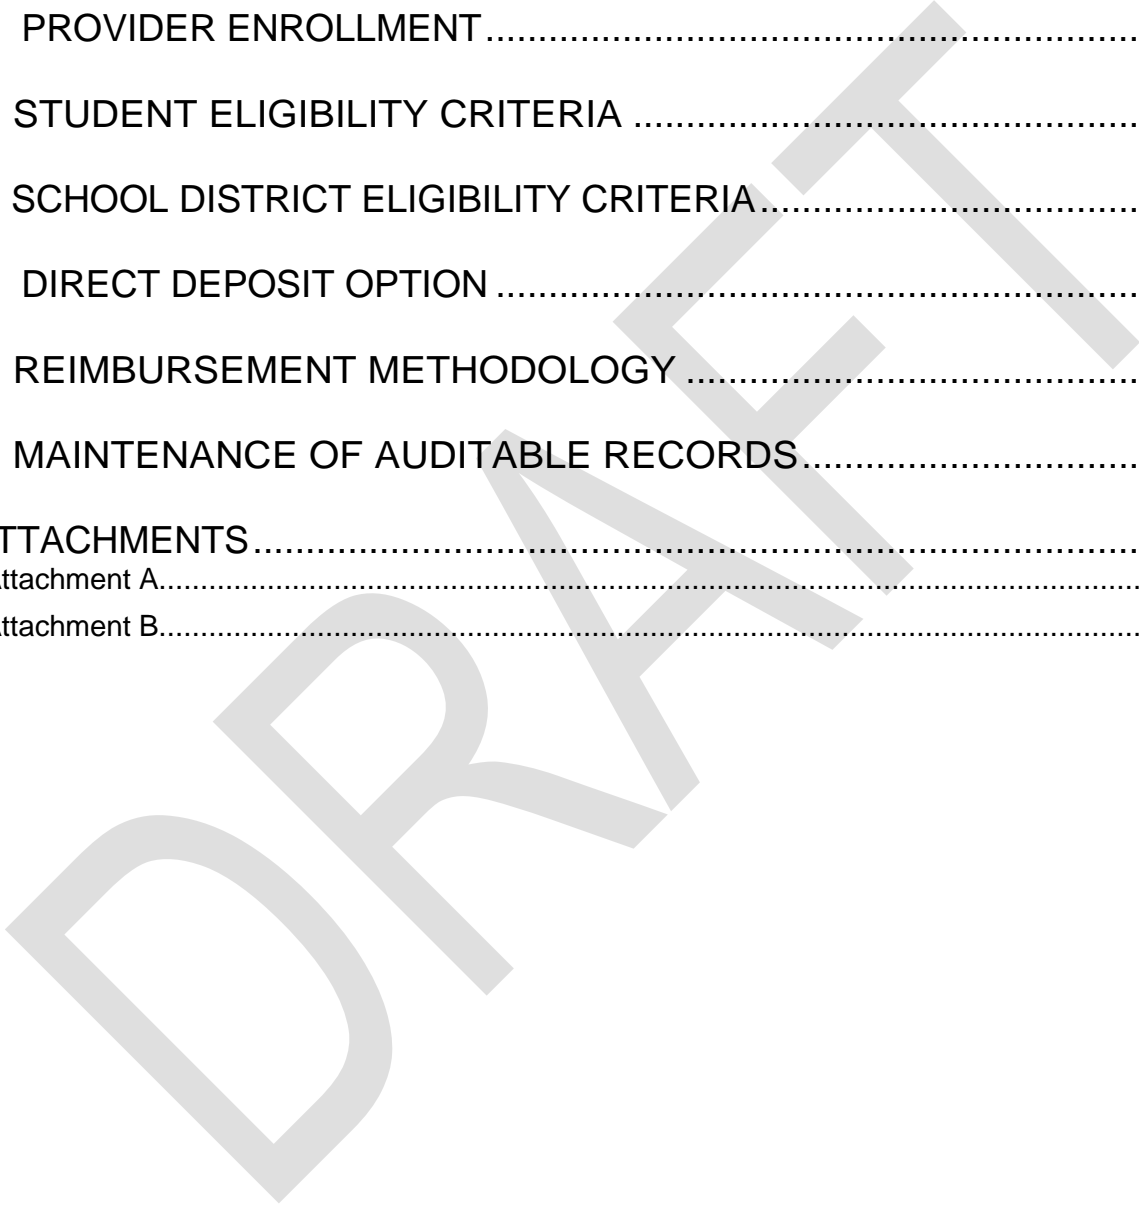 PROVIDER ENROLLMENT..............................................................
STUDENT ELIGIBILITY CRITERIA ................................................
SCHOOL DISTRICT ELIGIBILITY CRITERIA....................................
DIRECT DEPOSIT OPTION .............................................................
REIMBURSEMENT METHODOLOGY ...........................................
MAINTENANCE OF AUDITABLE RECORDS................................
TTACHMENTS....................................................................................
ttachment A.......................................................................................................................
ttachment B.......................................................................................................................
DRAFT